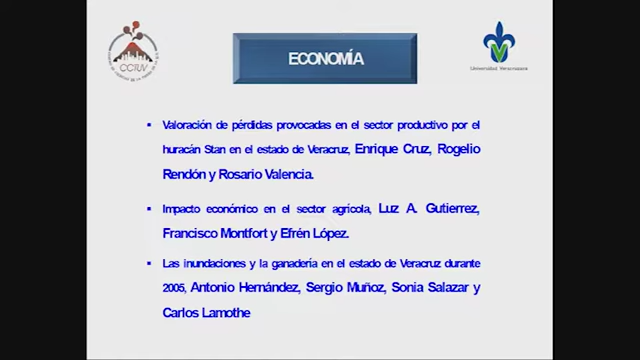 ECONOMÍA
CCTUV
Universidad Veracruzana
Valoración de pérdidas provocadas en el sector productivo por el
huracán Stan en el estado de Veracruz, Enrique Cruz, Rogelio
Rendón y Rosario Valencia.
Impacto económico en el sector agrícola, Luz A. Gutierrez,
Francisco Montfort y Efrén López.
Las inundaciones y la ganadería en el estado de Veracruz durante
2005, Antonio Hernández, Sergio Muñoz, Sonia Salazar y
Carlos Lamothe